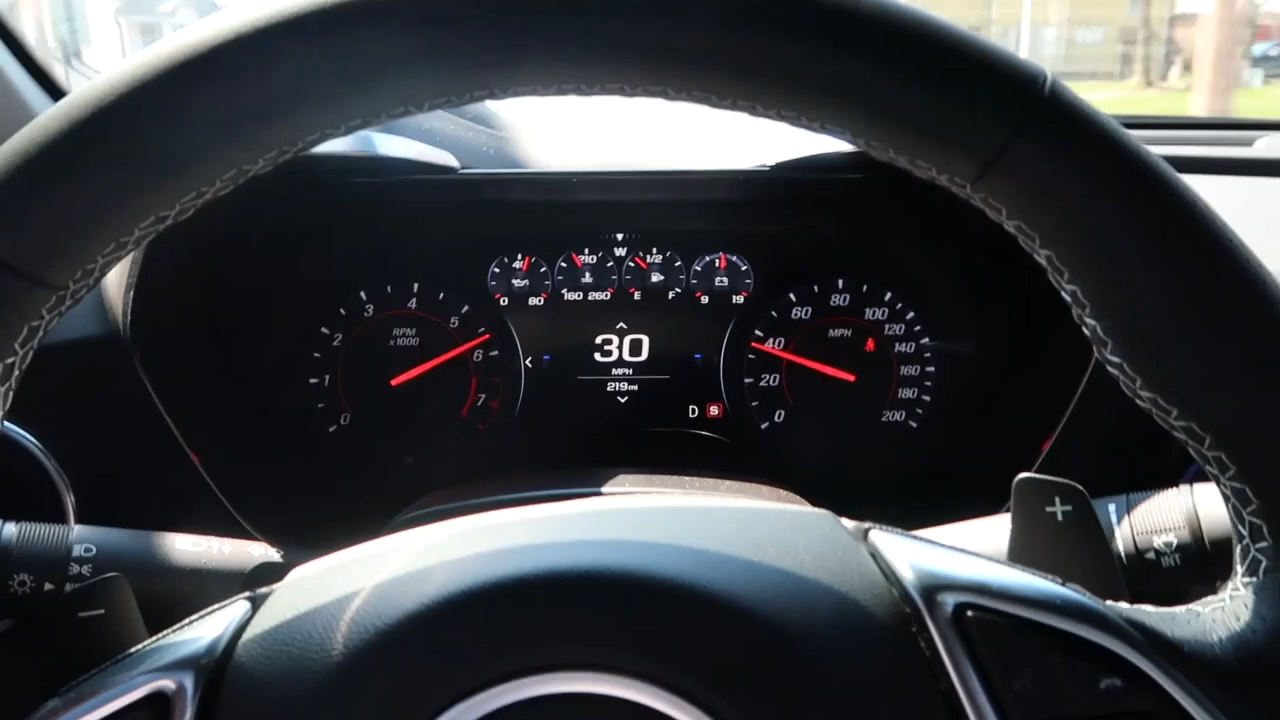 W
40
0 80
210
160 260
1/2
E F
9 19
0 1 2 3 4 5 6 7
RPM
x1000
30
MPH
219mi
D S
0 20 40 60 80 100 120 140 160 180 200
MPH
+
INT
−